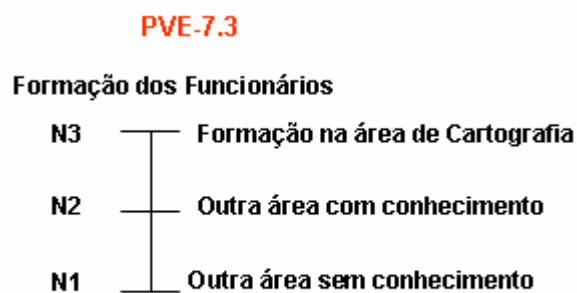 PVE-7.3
Formação dos Funcionários
N3 Formação na área de Cartografia
N2 Outra área com conhecimento
N1 Outra área sem conhecimento